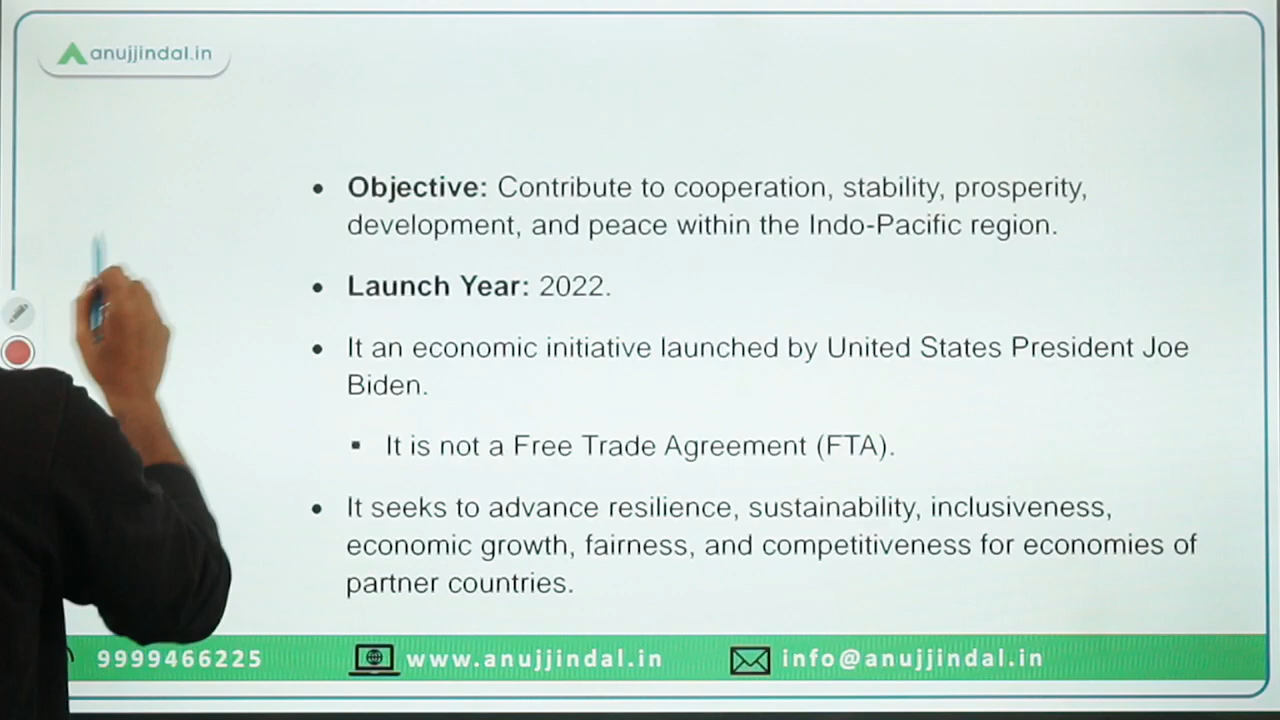 anujjindal.in
• Objective: Contribute to cooperation, stability, prosperity,
development, and peace within the Indo-Pacific region.
• Launch Year: 2022.
• It an economic initiative launched by United States President Joe
Biden.
▪ It is not a Free Trade Agreement (FTA).
• It seeks to advance resilience, sustainability, inclusiveness,
economic growth, fairness, and competitiveness for economies of
partner countries.
9999466225 www.anujjindal.in info@anujjindal.in